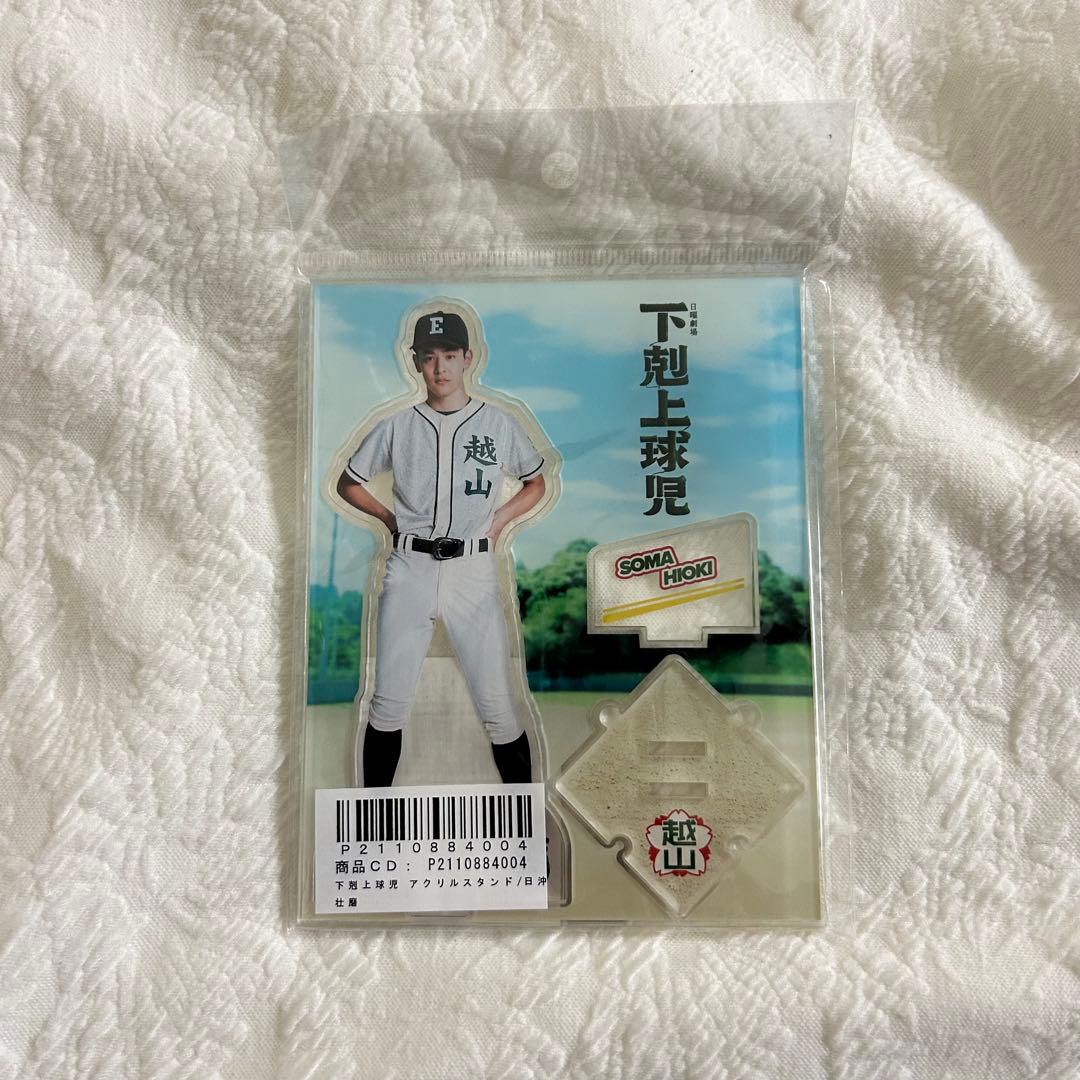 日曜劇場
下剋上球児
E
越山
SOMA
HIOKI
越山
P2110884004
商品CD： P2110884004
下剋上球児 アクリルスタンド/日沖
壮磨